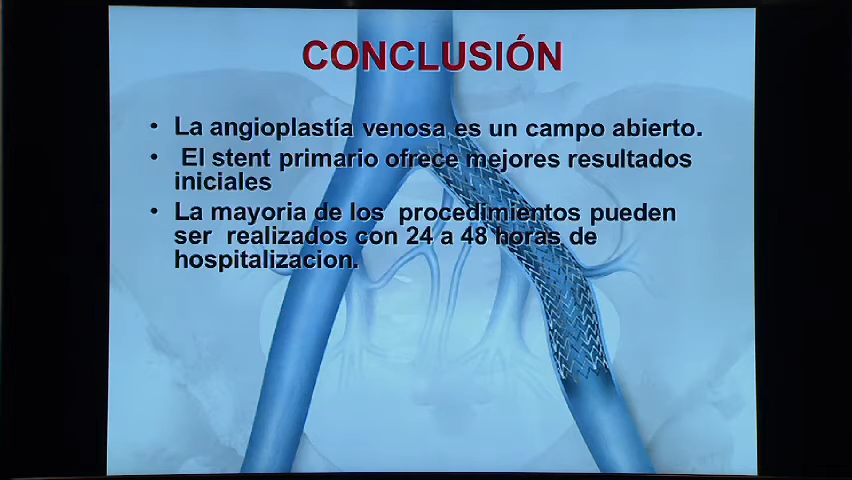 CONCLUSIÓN
• La angioplastía venosa es un campo abierto.
• El stent primario ofrece mejores resultados
iniciales
• La mayoria de los procedimientos pueden
ser realizados con 24 a 48 horas de
hospitalizacion.